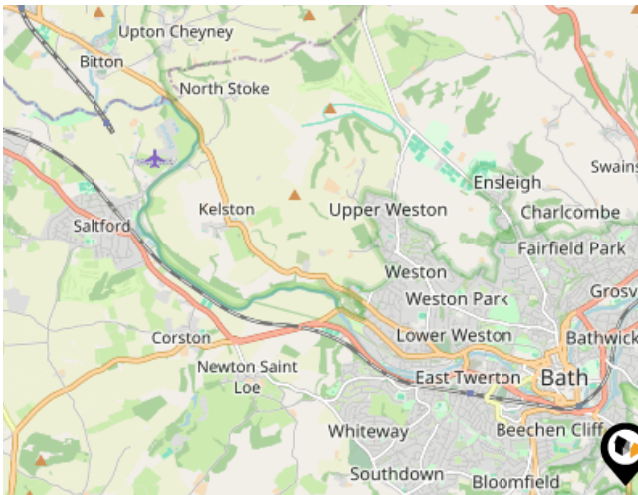 Upton Cheyney
Bitton
North Stoke
Swains
Ensleigh
Kelston
Upper Weston
Charlcombe
Saltford
Fairfield Park
Weston
Grosv
Weston Park
Corston
Lower Weston
Bathwick
Newton Saint
Loe
East Twerton
Bath
Whiteway
Beechen Cliff
Southdown
Bloomfield